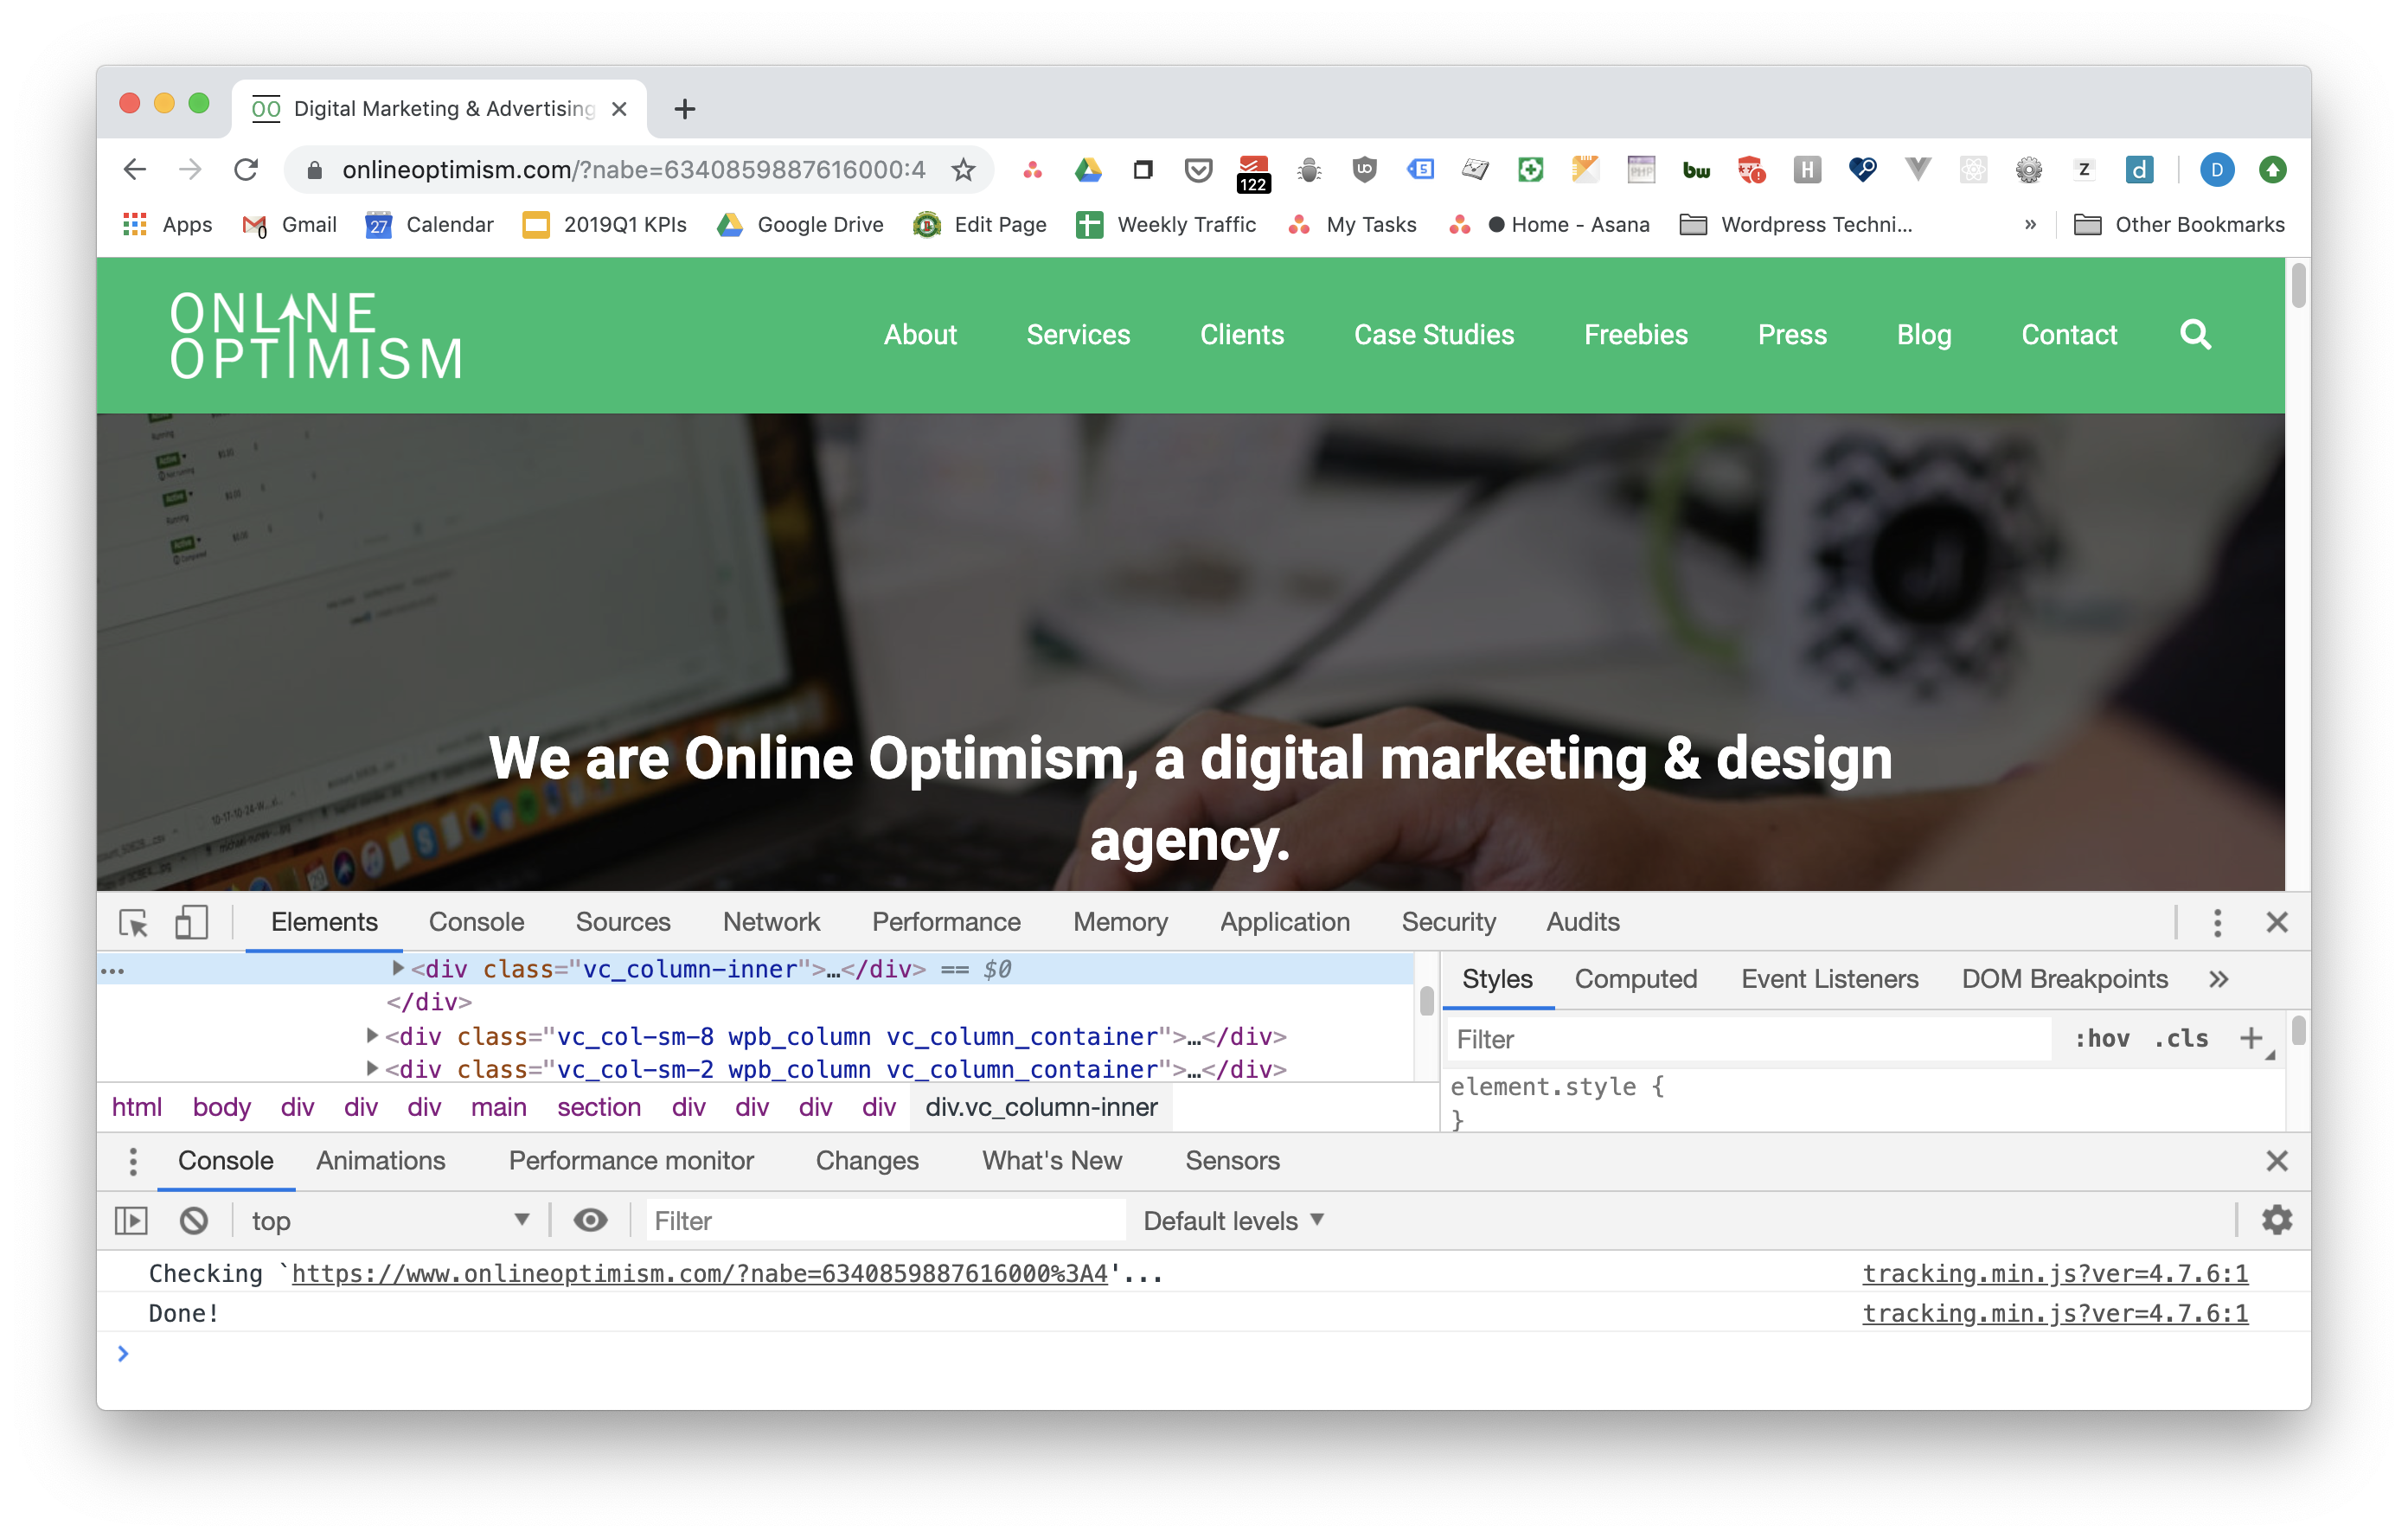 OO Digital Marketing & Advertising
onlineoptimism.com/?nabe=6340859887616000:4
122
Apps Gmail Calendar 2019Q1 KPIs Google Drive Edit Page Weekly Traffic My Tasks Home - Asana Wordpress Techni... » Other Bookmarks
ONLINE
OPTIMISM
About Services Clients Case Studies Freebies Press Blog Contact
We are Online Optimism, a digital marketing & design
agency.
Elements Console Sources Network Performance Memory Application Security Audits
<div class="vc_column-inner">…</div> == $0
</div>
<div class="vc_col-sm-8 wpb_column vc_column_container">…</div>
<div class="vc_col-sm-2 wpb_column vc_column_container">…</div>
html body div div div main section div div div div div.vc_column-inner
Styles Computed Event Listeners DOM Breakpoints »
Filter :hov .cls +
element.style {
}
Console Animations Performance monitor Changes What's New Sensors
top Filter Default levels
Checking `https://www.onlineoptimism.com/?nabe=6340859887616000%3A4'... tracking.min.js?ver=4.7.6:1
Done! tracking.min.js?ver=4.7.6:1